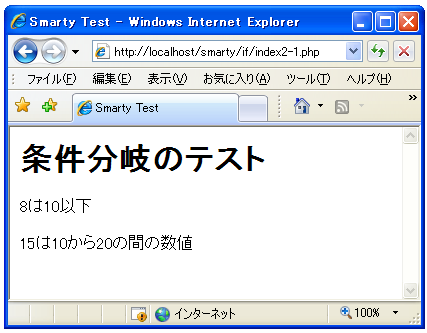 Smarty Test - Windows Internet Explorer
http://localhost/smarty/if/index2-1.php
ファイル(F) 編集(E) 表示(V) お気に入り(A) ツール(T) ヘルプ(H)
Smarty Test
条件分岐のテスト
8は10以下
15は10から20の間の数値
インターネット 100%